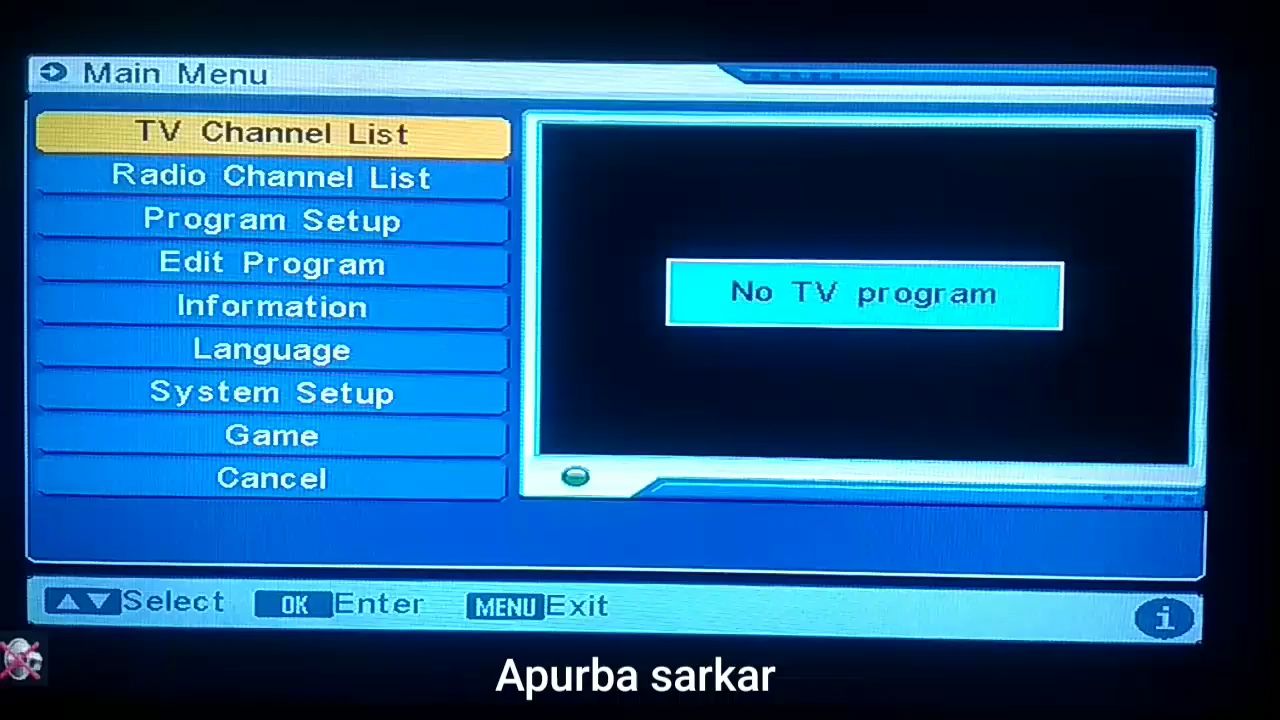 Main Menu
TV Channel List
Radio Channel List
Program Setup
Edit Program
Information
Language
System Setup
Game
Cancel
No TV program
Select OK Enter MENU Exit
i
Apurba sarkar